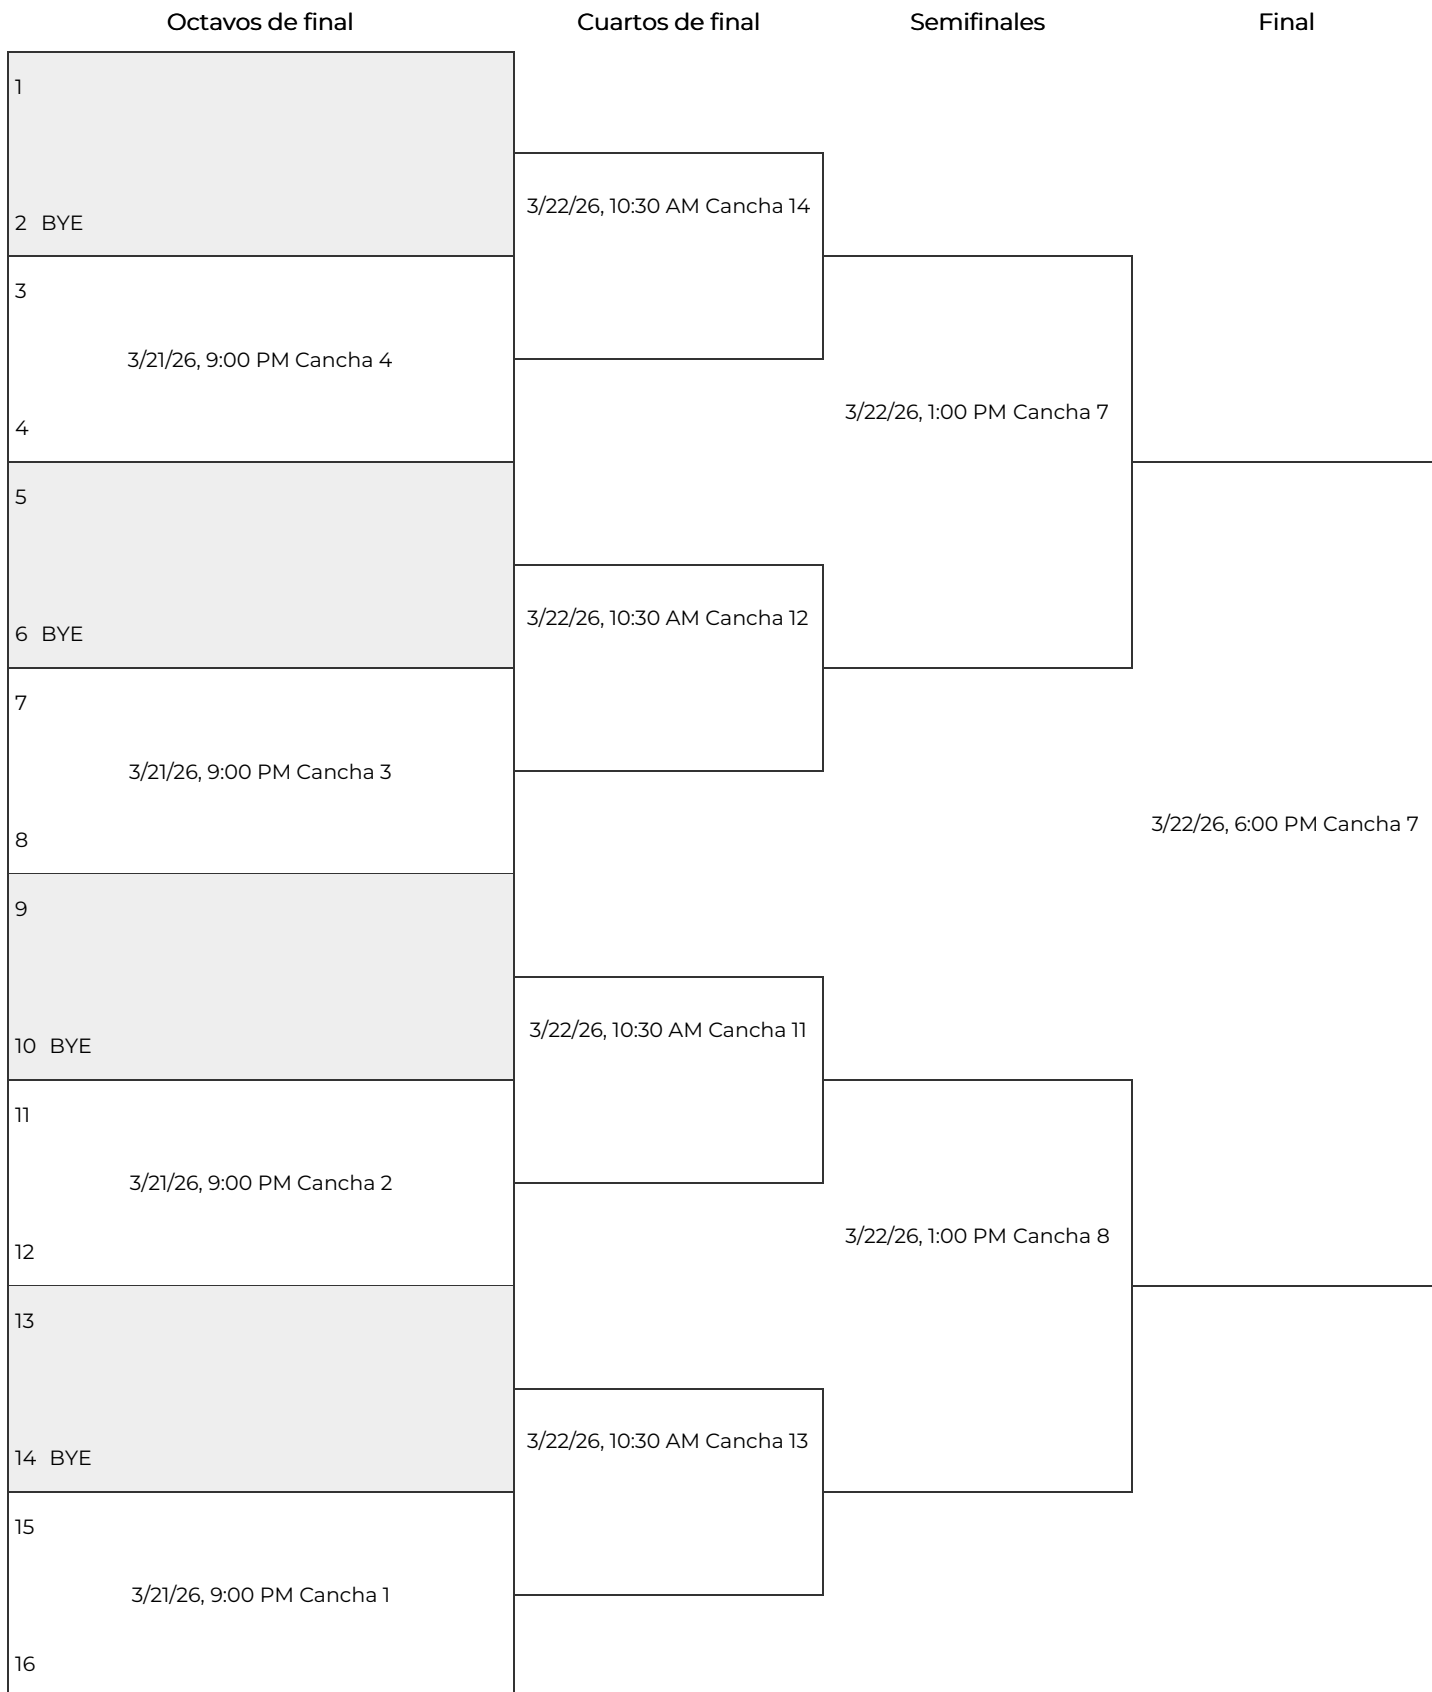 Octavos de final
Cuartos de final
Semifinales
Final
1
2 BYE
3
3/21/26, 9:00 PM Cancha 4
4
5
6 BYE
7
3/21/26, 9:00 PM Cancha 3
8
9
10 BYE
11
3/21/26, 9:00 PM Cancha 2
12
13
14 BYE
15
3/21/26, 9:00 PM Cancha 1
16
3/22/26, 10:30 AM Cancha 14
3/22/26, 10:30 AM Cancha 12
3/22/26, 10:30 AM Cancha 11
3/22/26, 10:30 AM Cancha 13
3/22/26, 1:00 PM Cancha 7
3/22/26, 1:00 PM Cancha 8
3/22/26, 6:00 PM Cancha 7